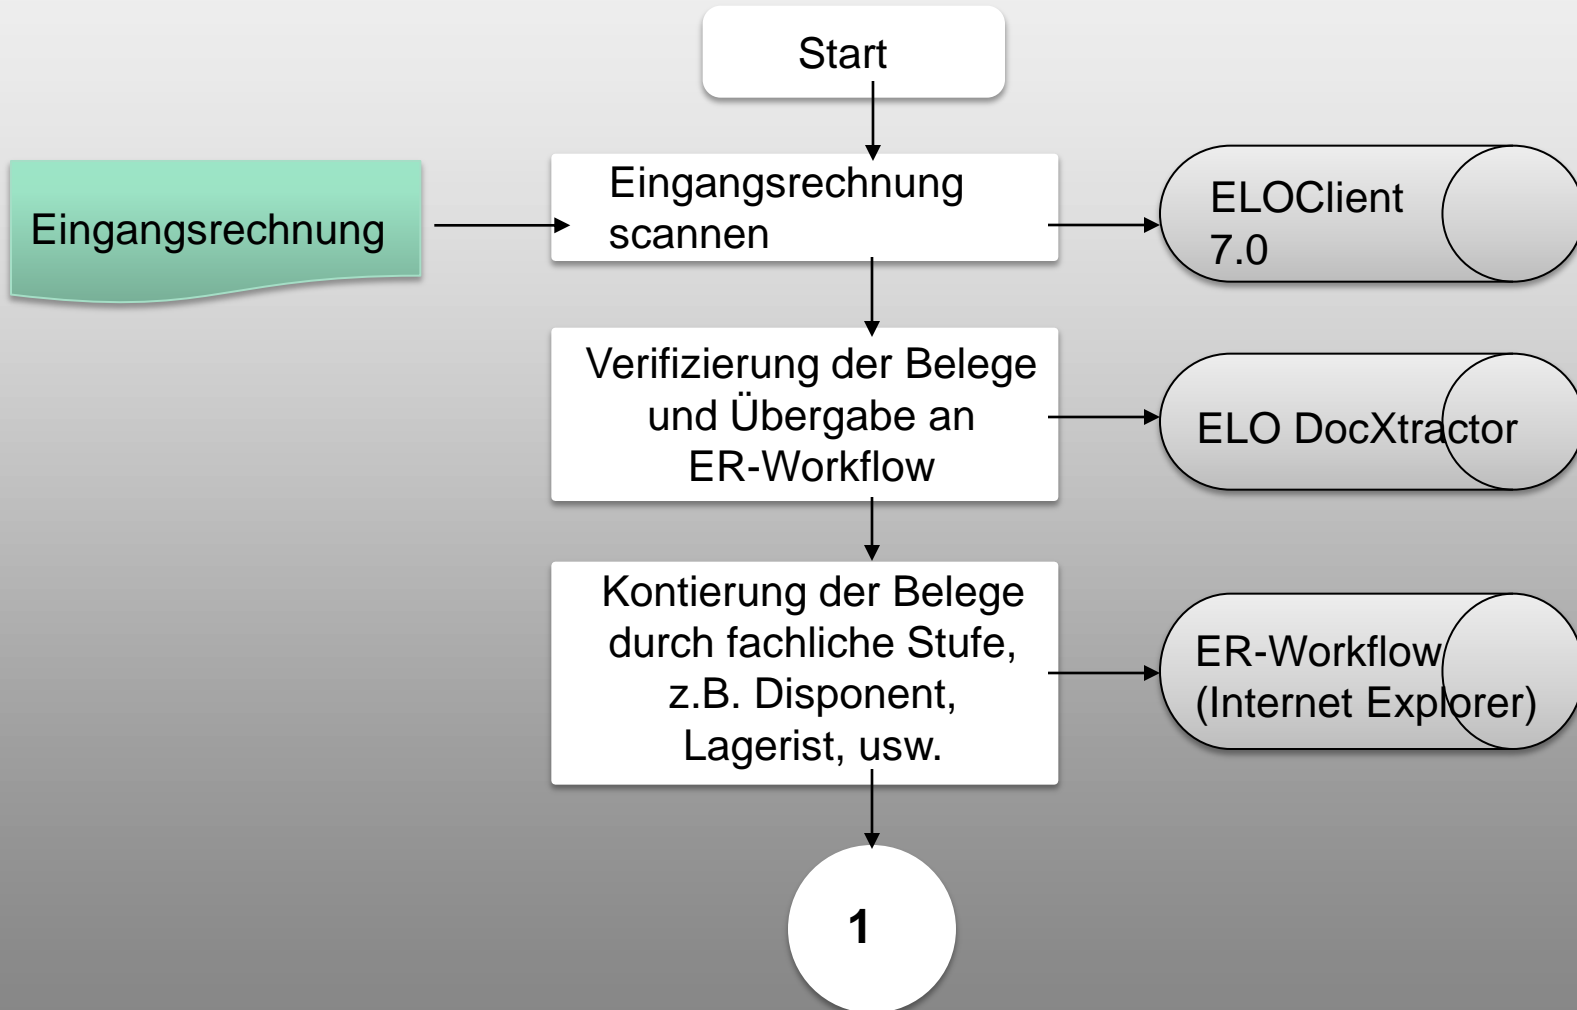 Start
Eingangsrechnung
Eingangsrechnung
scannen
ELOClient
7.0
Verifizierung der Belege
und Übergabe an
ER-Workflow
ELO DocXtractor
Kontierung der Belege
durch fachliche Stufe,
z.B. Disponent,
Lagerist, usw.
ER-Workflow
(Internet Explorer)
1